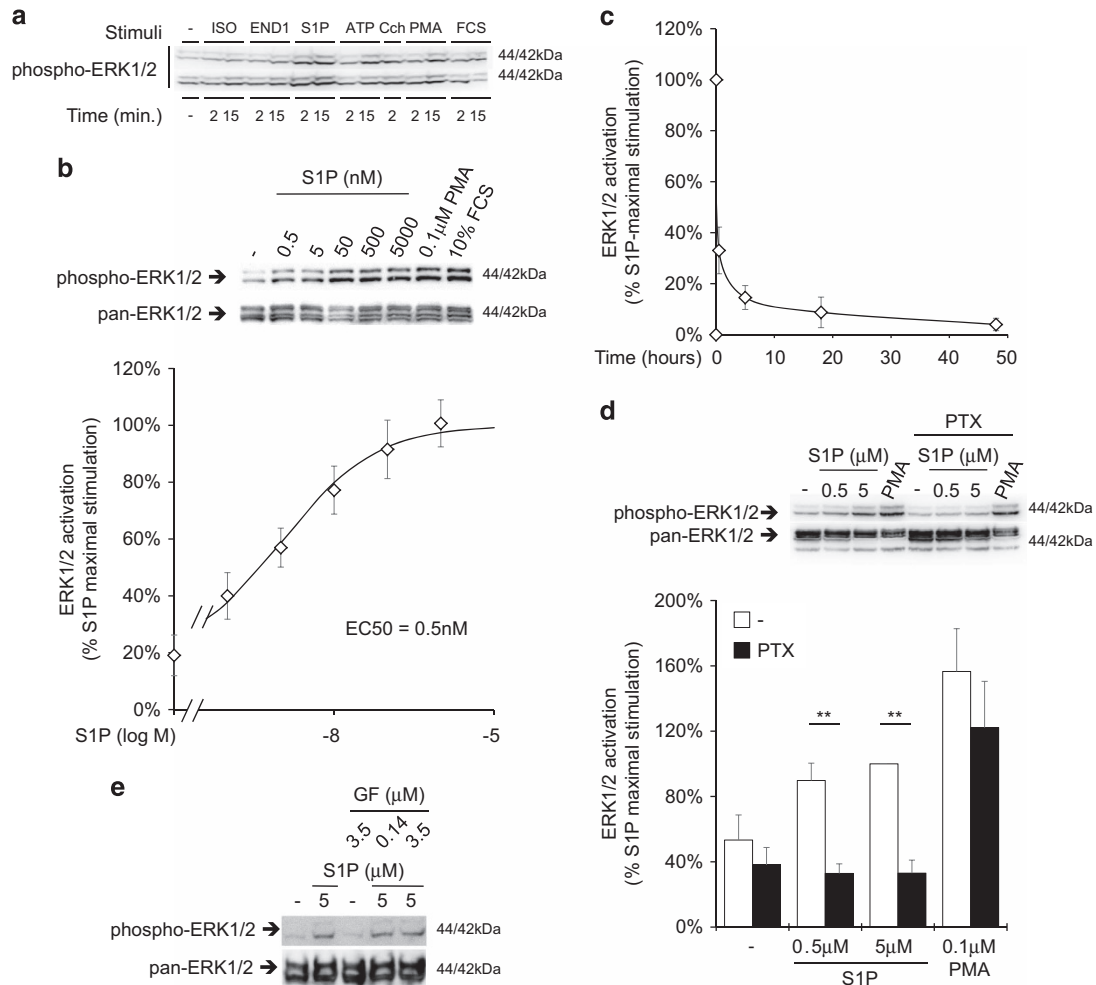 a
Stimuli - ISO END1 S1P ATP Cch PMA FCS
phospho-ERK1/2
44/42kDa
44/42kDa
Time (min.) - 2 15 2 15 2 15 2 15 2 2 15 2 15
b
S1P (nM)
- 0.5 5 50 500 5000 0.1μM PMA 10% FCS
phospho-ERK1/2 ➔ 44/42kDa
pan-ERK1/2 ➔ 44/42kDa
ERK1/2 activation
(% S1P maximal stimulation)
120%
100%
80%
60%
40%
20%
0%
EC50 = 0.5nM
S1P (log M) -8 -5
c
ERK1/2 activation
(% S1P-maximal stimulation)
120%
100%
80%
60%
40%
20%
0%
Time (hours) 0 10 20 30 40 50
d
PTX
S1P (μM) PMA S1P (μM) PMA
- 0.5 5 - 0.5 5
phospho-ERK1/2 ➔ 44/42kDa
pan-ERK1/2 ➔ 44/42kDa
ERK1/2 activation
(% S1P maximal stimulation)
200%
160%
120%
80%
40%
0%
-
PTX
** **
- 0.5μM 5μM 0.1μM
S1P PMA
e
GF (μM)
3.5 0.14 3.5
S1P (μM)
- 5 - 5 5
phospho-ERK1/2 ➔ 44/42kDa
pan-ERK1/2 ➔ 44/42kDa